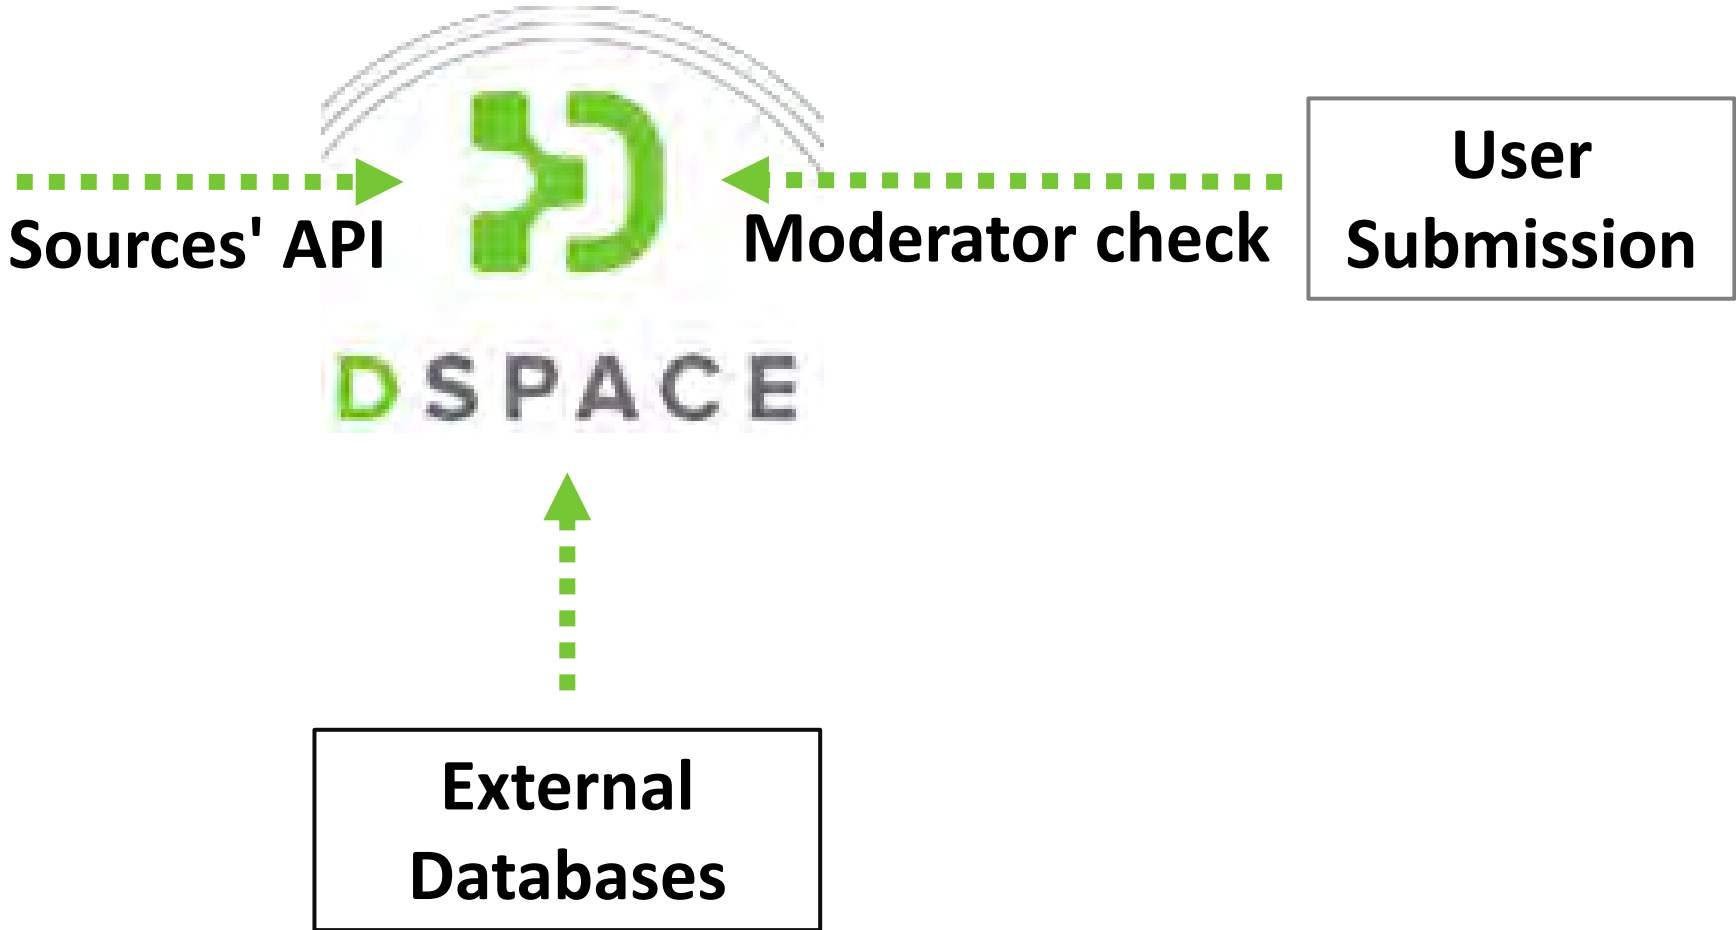 User
Submission
Sources' API
Moderator check
DSPACE
External
Databases